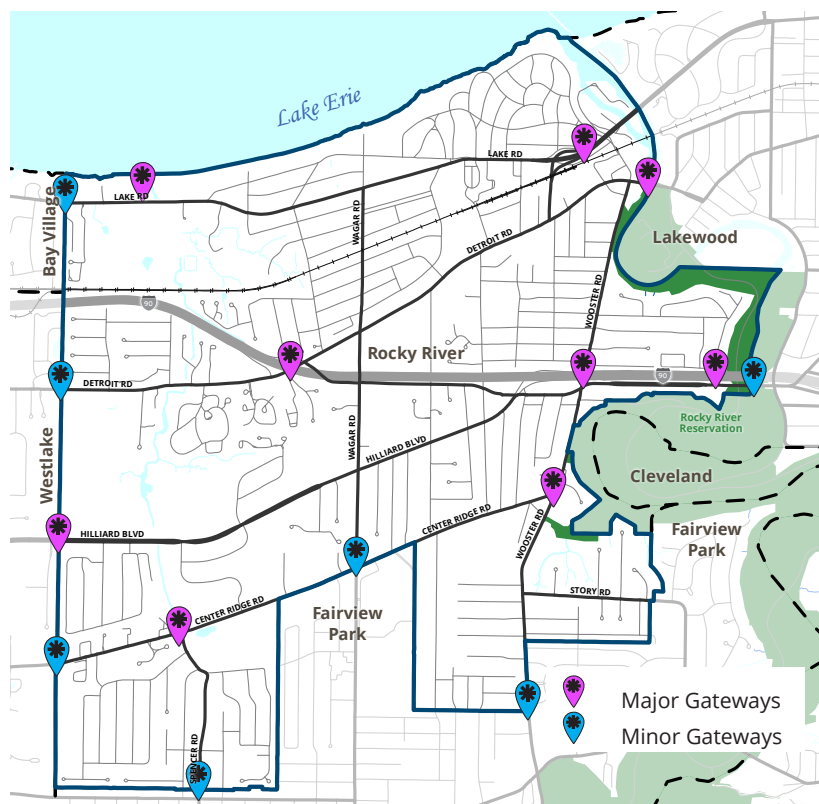 Lake Erie
LAKE RD
LAKE RD
Bay Village
WAGAR RD
DETROIT RD
Lakewood
90
WOOSTER RD
Rocky River
90
DETROIT RD
Rocky River
Reservation
WAGAR RD
HILLIARD BLVD
Westlake
Cleveland
CENTER RIDGE RD
WOOSTER RD
Fairview
Park
HILLIARD BLVD
STORY RD
CENTER RIDGE RD
Fairview
Park
SPENCER RD
Major Gateways
Minor Gateways